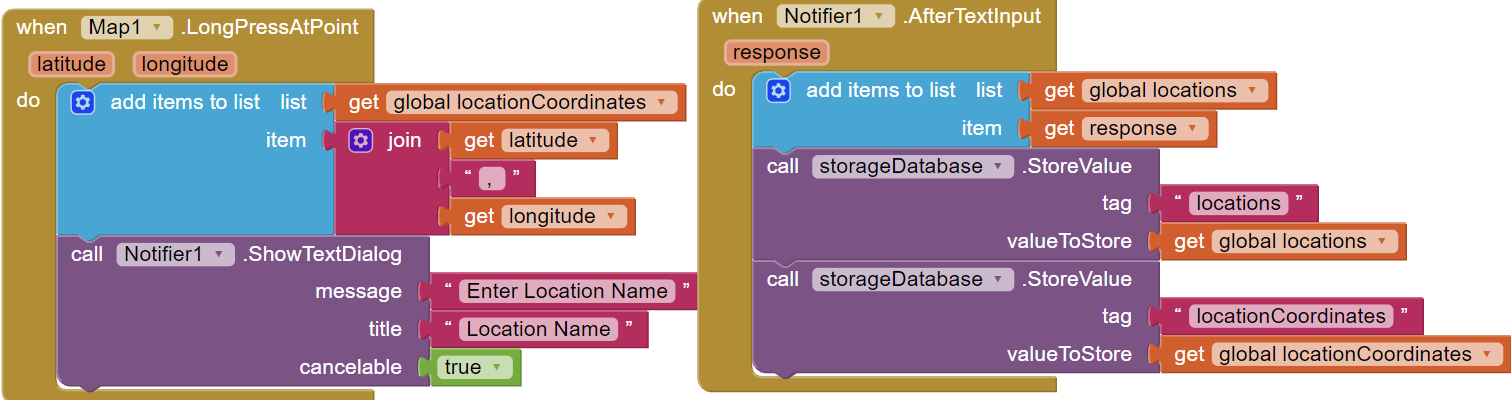 when Map1 .LongPressAtPoint
latitude longitude
do add items to list list get global locationCoordinates
item join get latitude
“ , ”
get longitude
call Notifier1 .ShowTextDialog
message “ Enter Location Name ”
title “ Location Name ”
cancelable true
when Notifier1 .AfterTextInput
response
do add items to list list get global locations
item get response
call storageDatabase .StoreValue
tag “ locations ”
valueToStore get global locations
call storageDatabase .StoreValue
tag “ locationCoordinates ”
valueToStore get global locationCoordinates